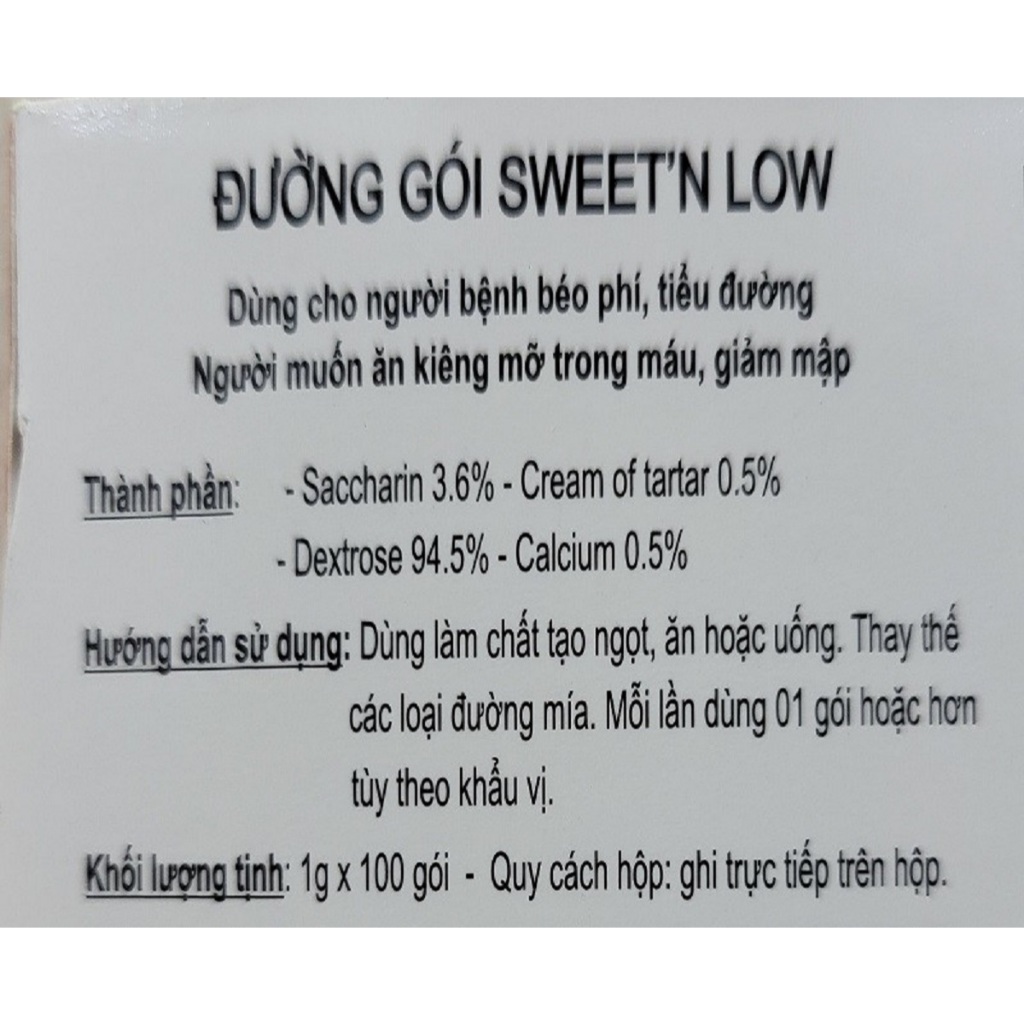 ĐƯỜNG GÓI SWEET'N LOW
Dùng cho người bệnh béo phí, tiểu đường
Người muốn ăn kiêng mỡ trong máu, giảm mập
Thành phần: - Saccharin 3.6% - Cream of tartar 0.5%
- Dextrose 94.5% - Calcium 0.5%
Hướng dẫn sử dụng: Dùng làm chất tạo ngọt, ăn hoặc uống. Thay thế
các loại đường mía. Mỗi lần dùng 01 gói hoặc hơn
tùy theo khẩu vị.
Khối lượng tịnh: 1g x 100 gói - Quy cách hộp: ghi trực tiếp trên hộp.